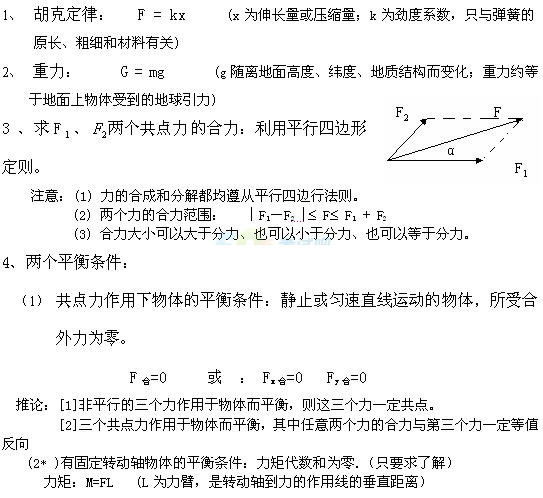 1、 胡克定律： F = kx (x 为伸长量或压缩量；k 为劲度系数，只与弹簧的
原长、粗细和材料有关)
2、 重力： G = mg (g 随离地面高度、纬度、地质结构而变化；重力约等
于地面上物体受到的地球引力)
3 、求 F₁、F₂两个共点力的合力：利用平行四边形
定则。
F₂ F
α
F₁
注意：(1) 力的合成和分解都均遵从平行四边行法则。
(2) 两个力的合力范围： | F₁－F₂ | ≤ F≤ F₁ + F₂
(3) 合力大小可以大于分力、也可以小于分力、也可以等于分力。
4、两个平衡条件：
(1) 共点力作用下物体的平衡条件：静止或匀速直线运动的物体，所受合
外力为零。
F合=0 或 ： Fx合=0 Fy合=0
推论：[1]非平行的三个力作用于物体而平衡，则这三个力一定共点。
[2]三个共点力作用于物体而平衡，其中任意两个力的合力与第三个力一定等值
反向
(2* )有固定转动轴物体的平衡条件：力矩代数和为零．(只要求了解)
力矩：M=FL (L 为力臂，是转动轴到力的作用线的垂直距离)